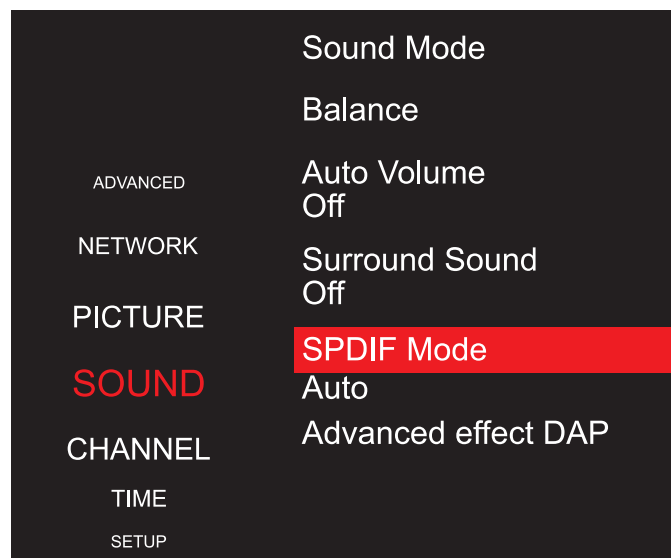 ADVANCED
NETWORK
PICTURE
SOUND
CHANNEL
TIME
SETUP
Sound Mode
Balance
Auto Volume
Off
Surround Sound
Off
SPDIF Mode
Auto
Advanced effect DAP